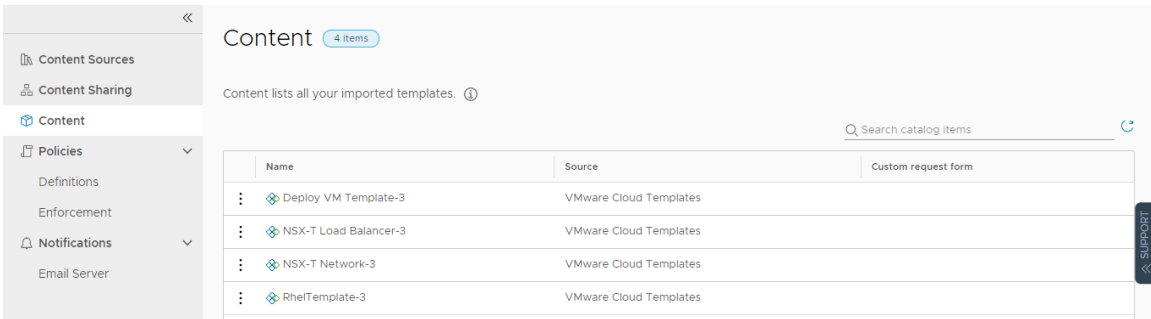 Content Sources
Content Sharing
Content
Policies
Definitions
Enforcement
Notifications
Email Server
Content 4 items
Content lists all your imported templates.
Search catalog items
Name Source Custom request form
Deploy VM Template-3 VMware Cloud Templates
NSX-T Load Balancer-3 VMware Cloud Templates
NSX-T Network-3 VMware Cloud Templates
RhelTemplate-3 VMware Cloud Templates
SUPPORT